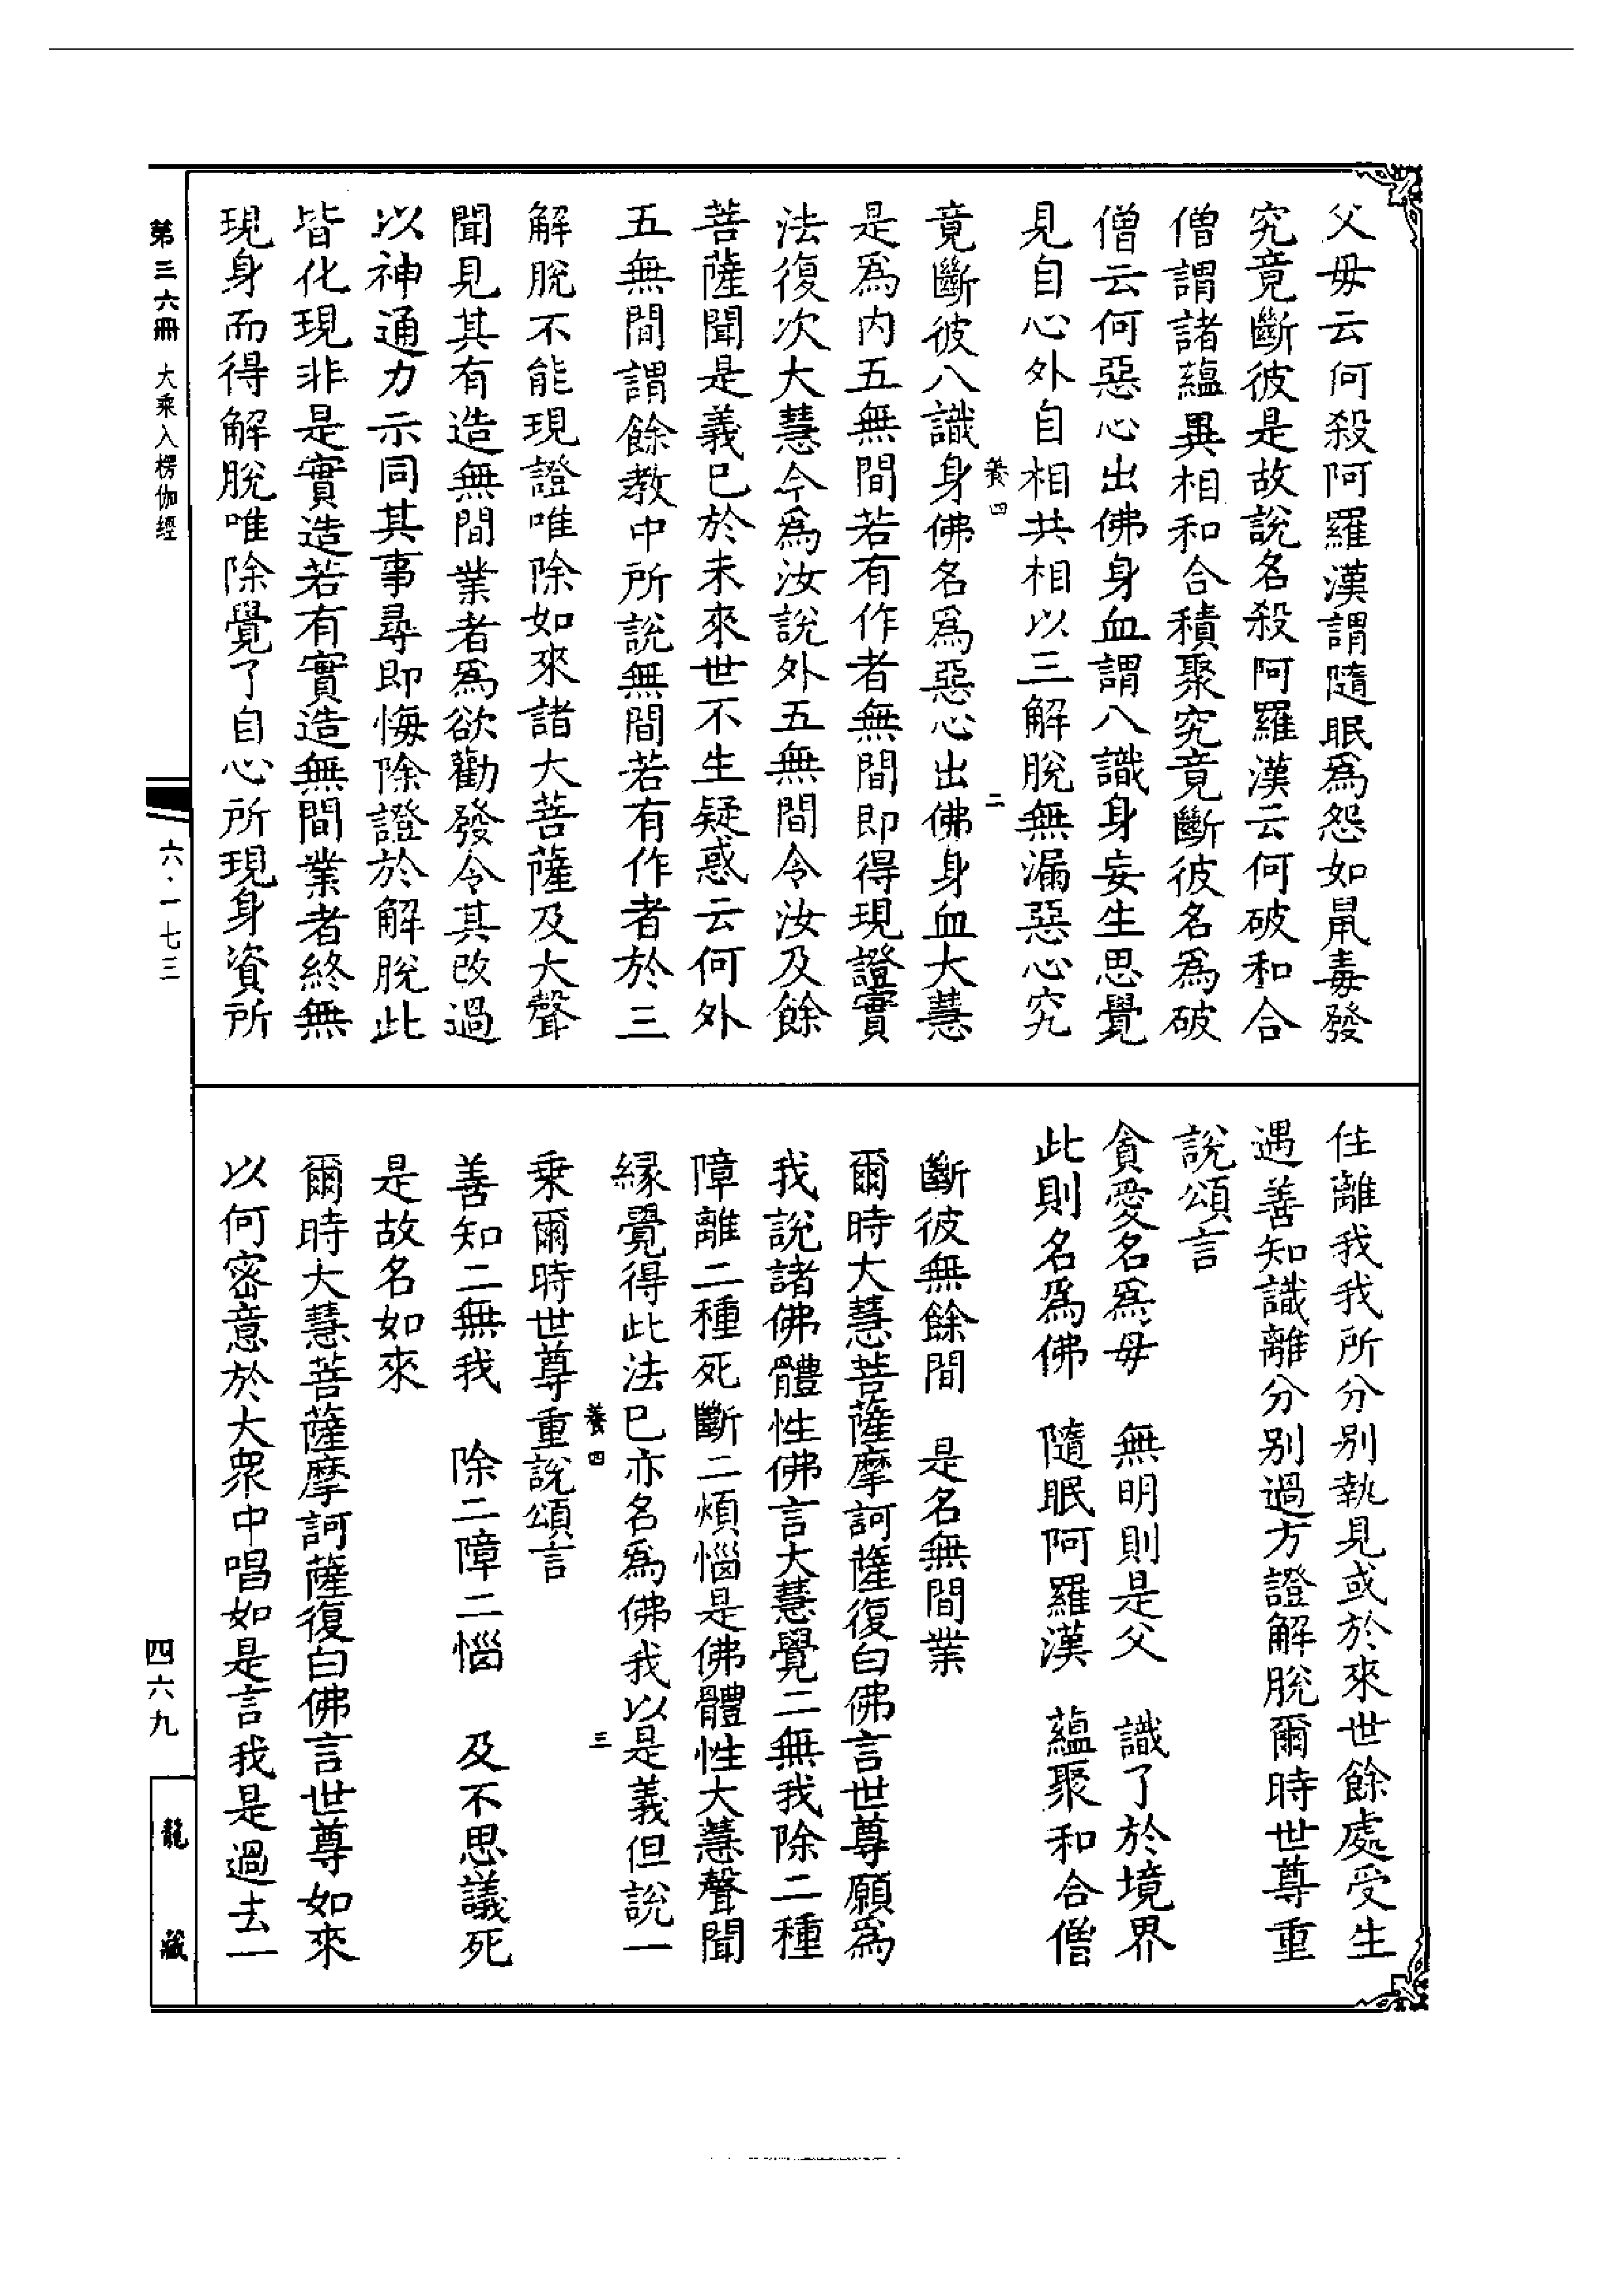 父母云何殺阿羅漢謂隨眠爲怨如鼠毒發
究竟斷彼是故說名殺阿羅漢云何破和合
僧謂諸蘊異相和合積聚究竟斷彼名爲破
僧云何惡心出佛身血謂八識身妄生思覺
見自心外自相共相以三解脫無漏惡心究
養四 二
竟斷彼八識身佛名爲惡心出佛身血大慧
是爲內五無間若有作者無間即得現證實
法復次大慧今爲汝說外五無間令汝及餘
菩薩聞是義已於未來世不生疑惑云何外
五無間謂餘教中所說無間若有作者於三
解脫不能現證唯除如來諸大菩薩及大聲
聞見其有造無間業者爲欲勸發令其改過
以神通力示同其事尋即悔除證於解脫此
皆化現非是實造若有實造無間業者終無
現身而得解脫唯除覺了自心所現身資所
住離我我所分別執見或於來世餘處受生
遇善知識離分別過方證解脫爾時世尊重
說頌言
貪愛名爲母 無明則是父 識了於境界
此則名爲佛 隨眠阿羅漢 蘊聚和合僧
斷彼無餘間 是名無間業
爾時大慧菩薩摩訶薩復白佛言世尊願爲
我說諸佛體性佛言大慧覺二無我除二種
障離二種死斷二煩惱是佛體性大慧聲聞
緣覺得此法已亦名爲佛我以是義但說一
養四 三
乘爾時世尊重說頌言
善知二無我 除二障二惱 及不思議死
是故名如來
爾時大慧菩薩摩訶薩復白佛言世尊如來
以何密意於大眾中唱如是言我是過去一
第三六冊 大乘入楞伽經
六·一七三
四六九
龍藏